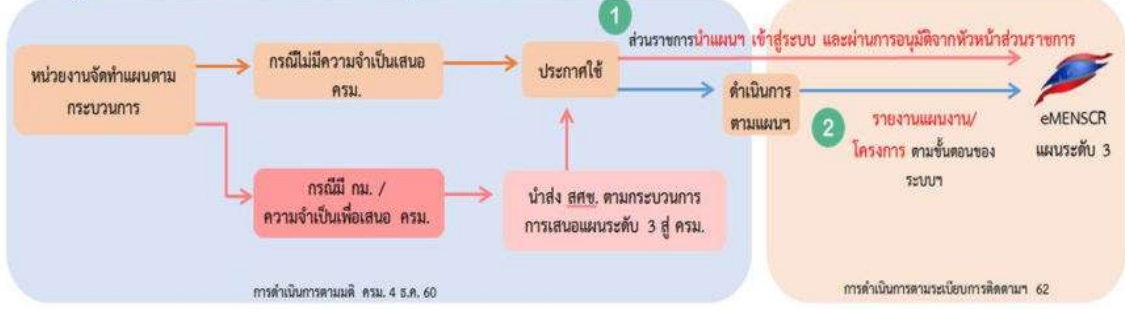 1
ส่วนราชการนำแผนฯ เข้าสู่ระบบ และผ่านการอนุมัติจากหัวหน้าส่วนราชการ
หน่วยงานจัดทำแผนตาม
กระบวนการ
กรณีไม่มีความจำเป็นเสนอ
ครม.
ประกาศใช้
ดำเนินการ
ตามแผนฯ
2
รายงานแผนงาน/
โครงการ ตามขั้นตอนของ
ระบบฯ
eMENSCR
แผนระดับ 3
กรณีมี กม. /
ความจำเป็นเพื่อเสนอ ครม.
นำส่ง สศช. ตามกระบวนการ
การเสนอแผนระดับ 3 สู่ ครม.
การดำเนินการตามมติ ครม. 4 ธ.ค. 60
การดำเนินการตามระเบียบการติดตามฯ 62